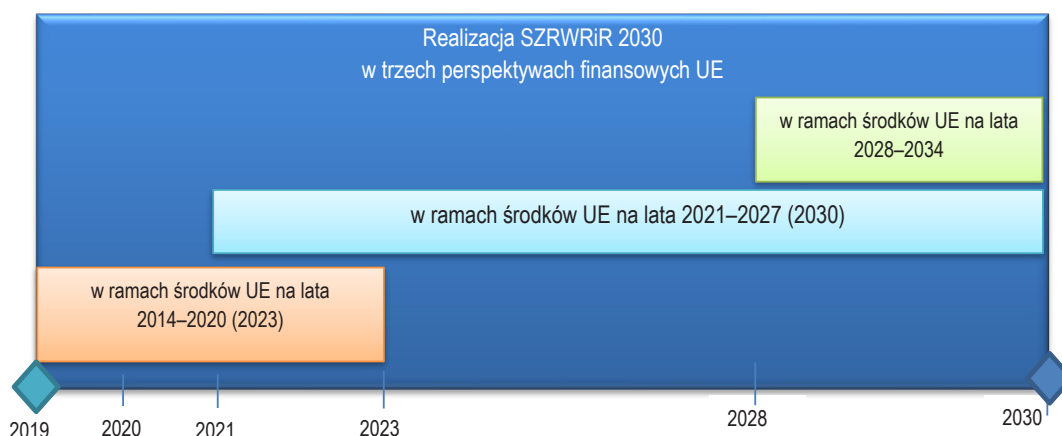 Realizacja SZRWRiR 2030
w trzech perspektywach finansowych UE
w ramach środków UE na lata
2028–2034
w ramach środków UE na lata 2021–2027 (2030)
w ramach środków UE na lata
2014–2020 (2023)
2019 2020 2021 2023 2028 2030